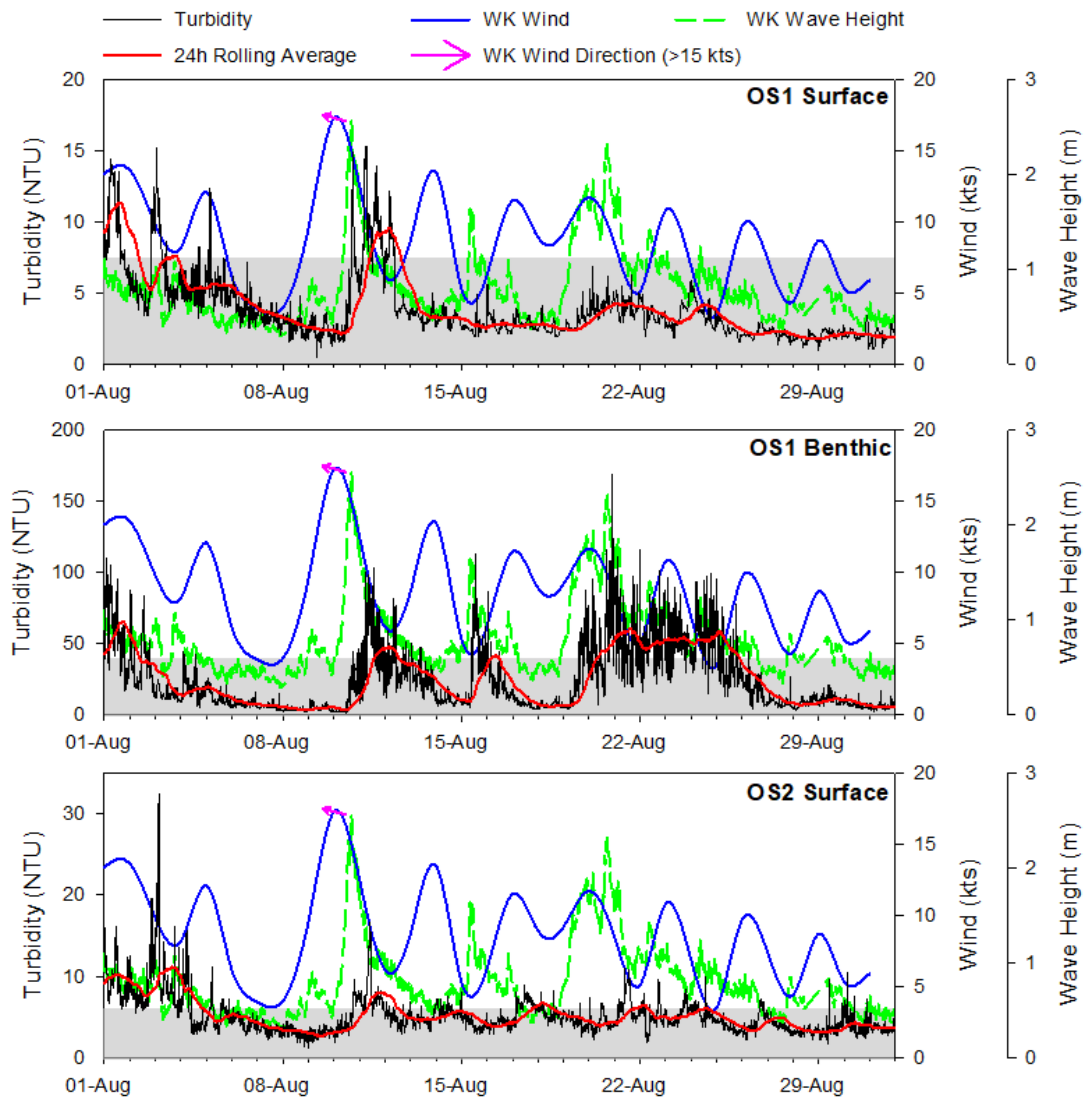 Turbidity WK Wind WK Wave Height
24h Rolling Average WK Wind Direction (>15 kts)
OS1 Surface
Turbidity (NTU)
20
15
10
5
0
Wind (kts)
20
15
10
5
0
Wave Height (m)
3
2
1
0
01-Aug 08-Aug 15-Aug 22-Aug 29-Aug
OS1 Benthic
Turbidity (NTU)
200
150
100
50
0
Wind (kts)
20
15
10
5
0
Wave Height (m)
3
2
1
0
01-Aug 08-Aug 15-Aug 22-Aug 29-Aug
OS2 Surface
Turbidity (NTU)
30
20
10
0
Wind (kts)
20
15
10
5
0
Wave Height (m)
3
2
1
0
01-Aug 08-Aug 15-Aug 22-Aug 29-Aug